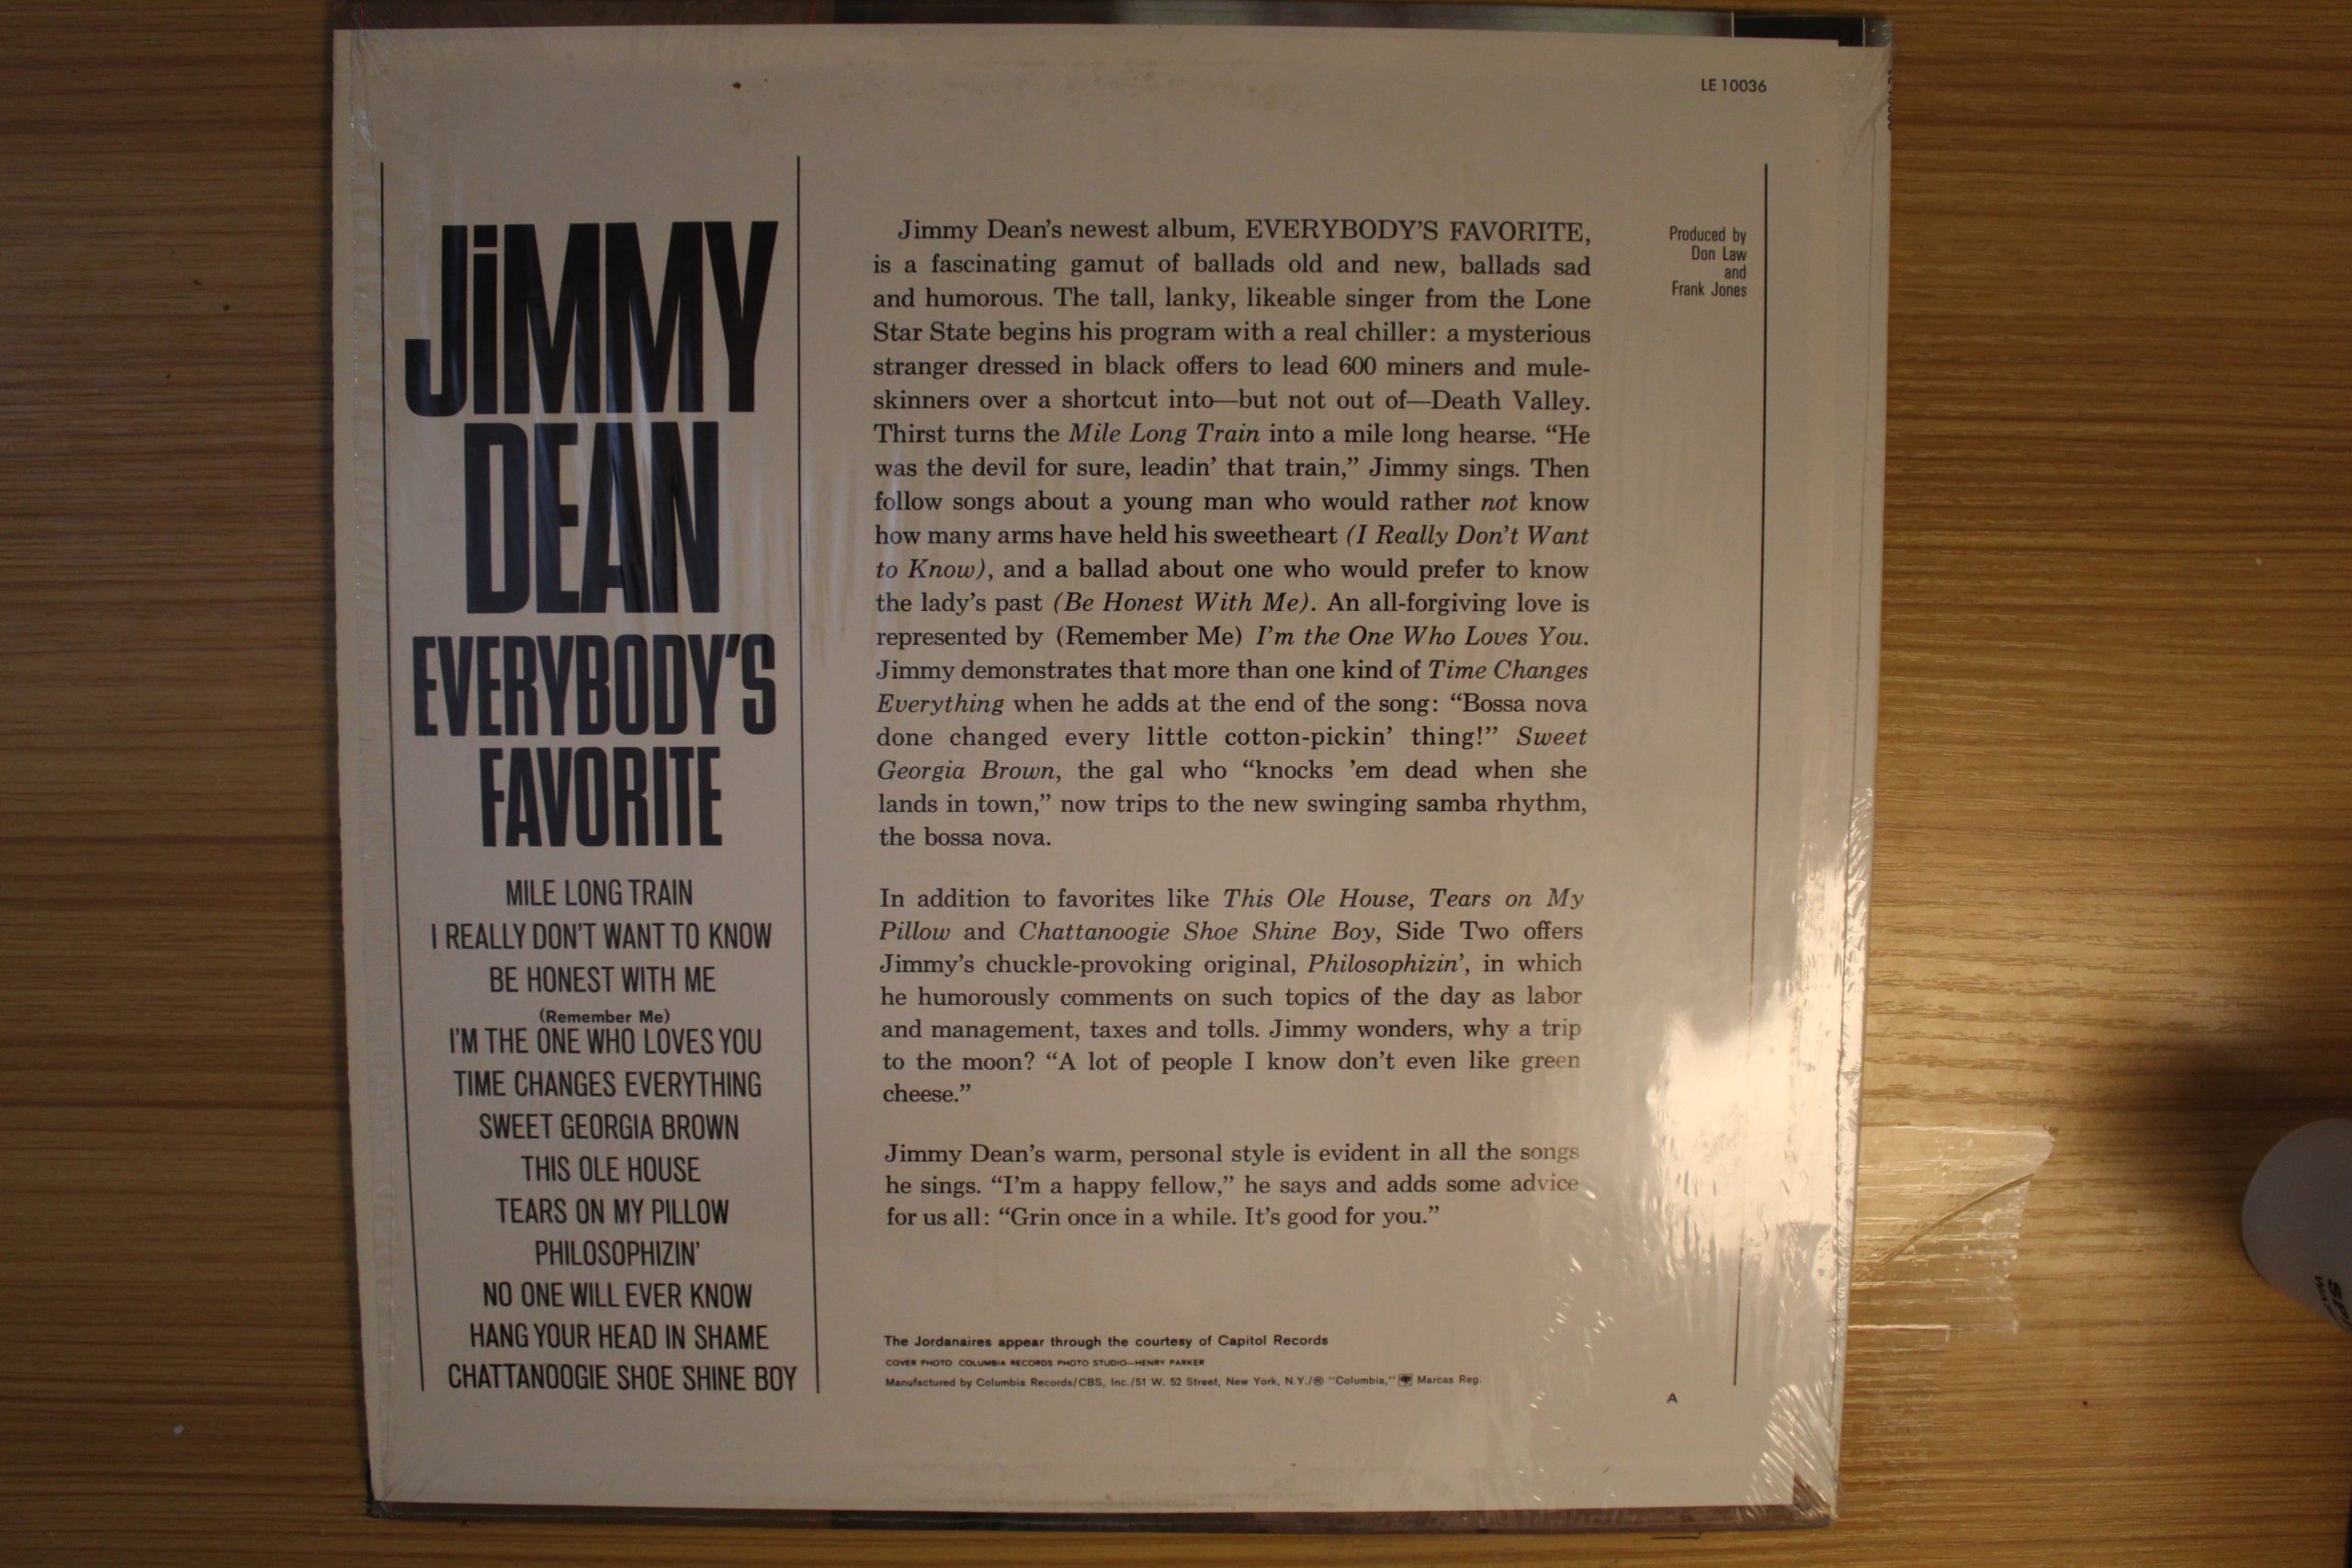 LE 10036
JiMMY
DEAN
EVERYBODY'S
FAVORITE
MILE LONG TRAIN
I REALLY DON'T WANT TO KNOW
BE HONEST WITH ME
(Remember Me)
I'M THE ONE WHO LOVES YOU
TIME CHANGES EVERYTHING
SWEET GEORGIA BROWN
THIS OLE HOUSE
TEARS ON MY PILLOW
PHILOSOPHIZIN'
NO ONE WILL EVER KNOW
HANG YOUR HEAD IN SHAME
CHATTANOOGIE SHOE SHINE BOY
Jimmy Dean's newest album, EVERYBODY'S FAVORITE,
is a fascinating gamut of ballads old and new, ballads sad
and humorous. The tall, lanky, likeable singer from the Lone
Star State begins his program with a real chiller: a mysterious
stranger dressed in black offers to lead 600 miners and mule-
skinners over a shortcut into—but not out of—Death Valley.
Thirst turns the Mile Long Train into a mile long hearse. “He
was the devil for sure, leadin’ that train,” Jimmy sings. Then
follow songs about a young man who would rather not know
how many arms have held his sweetheart (I Really Don’t Want
to Know), and a ballad about one who would prefer to know
the lady’s past (Be Honest With Me). An all-forgiving love is
represented by (Remember Me) I’m the One Who Loves You.
Jimmy demonstrates that more than one kind of Time Changes
Everything when he adds at the end of the song: “Bossa nova
done changed every little cotton-pickin’ thing!” Sweet
Georgia Brown, the gal who “knocks ’em dead when she
lands in town,” now trips to the new swinging samba rhythm,
the bossa nova.
In addition to favorites like This Ole House, Tears on My
Pillow and Chattanoogie Shoe Shine Boy, Side Two offers
Jimmy’s chuckle-provoking original, Philosophizin’, in which
he humorously comments on such topics of the day as labor
and management, taxes and tolls. Jimmy wonders, why a trip
to the moon? “A lot of people I know don’t even like green
cheese.”
Jimmy Dean’s warm, personal style is evident in all the songs
he sings. “I’m a happy fellow,” he says and adds some advice
for us all: “Grin once in a while. It’s good for you.”
The Jordanaires appear through the courtesy of Capitol Records
COVER PHOTO COLUMBIA RECORDS PHOTO STUDIO—HENRY PARKER
Manufactured by Columbia Records/CBS, Inc./51 W. 52 Street, New York, N.Y./® "Columbia," Marcas Reg.
Produced by
Don Law
and
Frank Jones
A